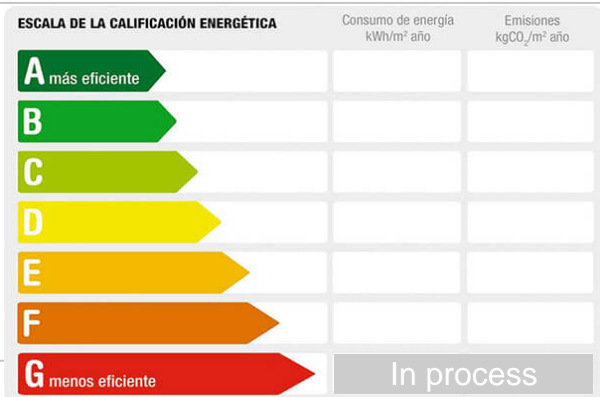 ESCALA DE LA CALIFICACIÓN ENERGÉTICA
Consumo de energía
kWh/m² año
Emisiones
kgCO₂/m² año
A más eficiente
B
C
D
E
F
G menos eficiente
In process